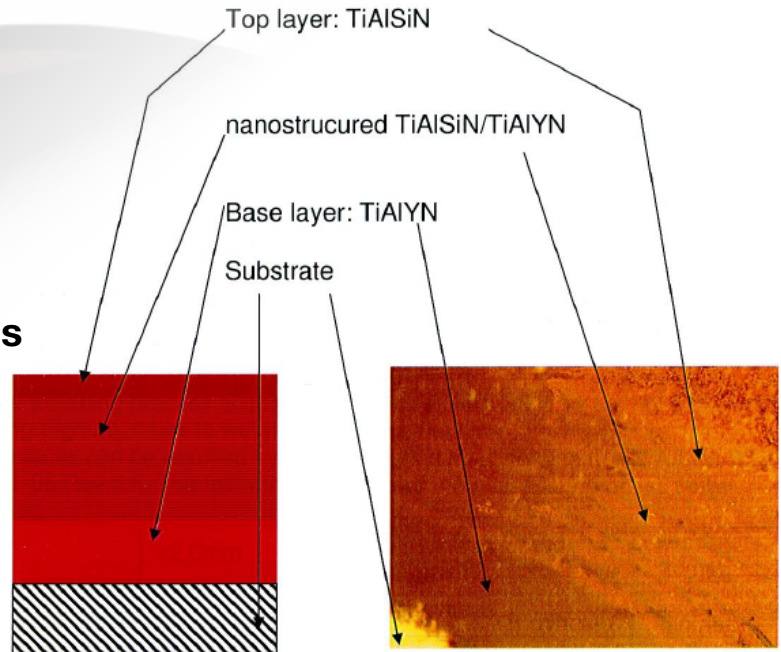 Top layer: TiAlSiN
nanostrucured TiAlSiN/TiAlYN
Base layer: TiAlYN
Substrate
s